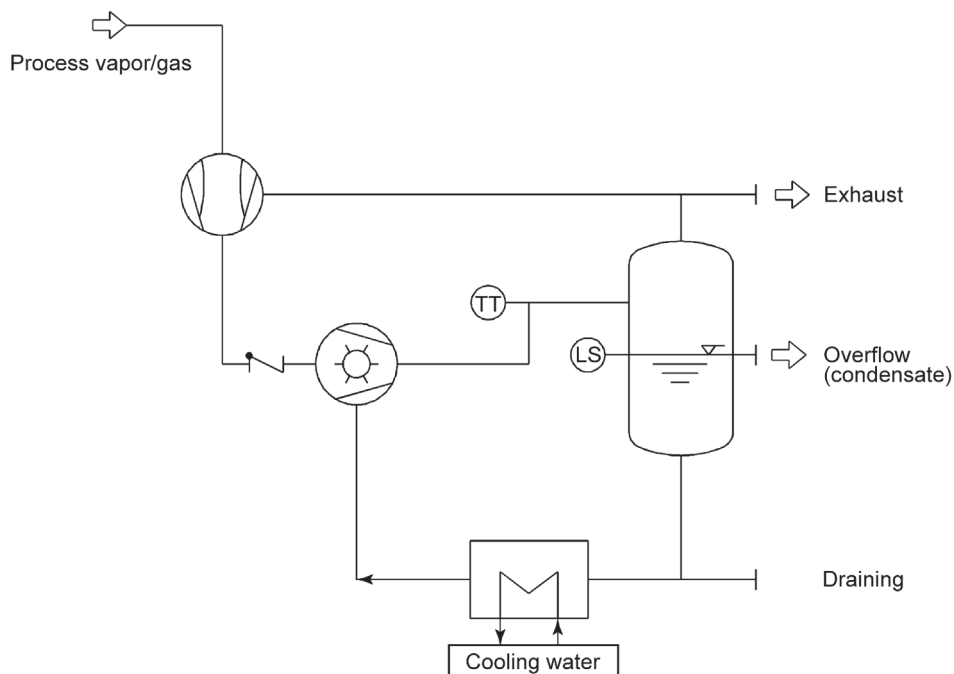 Process vapor/gas
Exhaust
TT
LS
Overflow
(condensate)
Draining
Cooling water